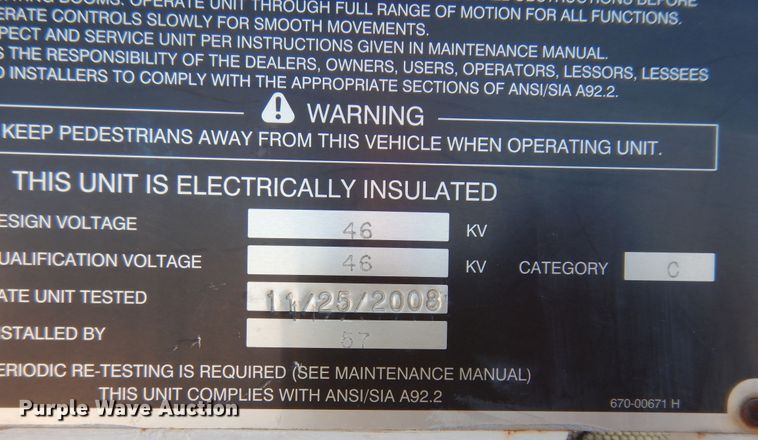 BOOMS. OPERATE UNIT THROUGH FULL RANGE OF MOTION FOR ALL FUNCTIONS.
ERATE CONTROLS SLOWLY FOR SMOOTH MOVEMENTS.
PECT AND SERVICE UNIT PER INSTRUCTIONS GIVEN IN MAINTENANCE MANUAL.
S THE RESPONSIBILITY OF THE DEALERS, OWNERS, USERS, OPERATORS, LESSORS, LESSEES
D INSTALLERS TO COMPLY WITH THE APPROPRIATE SECTIONS OF ANSI/SIA A92.2.
WARNING
KEEP PEDESTRIANS AWAY FROM THIS VEHICLE WHEN OPERATING UNIT.
THIS UNIT IS ELECTRICALLY INSULATED
ESIGN VOLTAGE 46 KV
UALIFICATION VOLTAGE 46 KV CATEGORY C
ATE UNIT TESTED 11/25/2008
NSTALLED BY 57
ERIODIC RE-TESTING IS REQUIRED (SEE MAINTENANCE MANUAL)
THIS UNIT COMPLIES WITH ANSI/SIA A92.2
670-00671 H
Purple Wave Auction